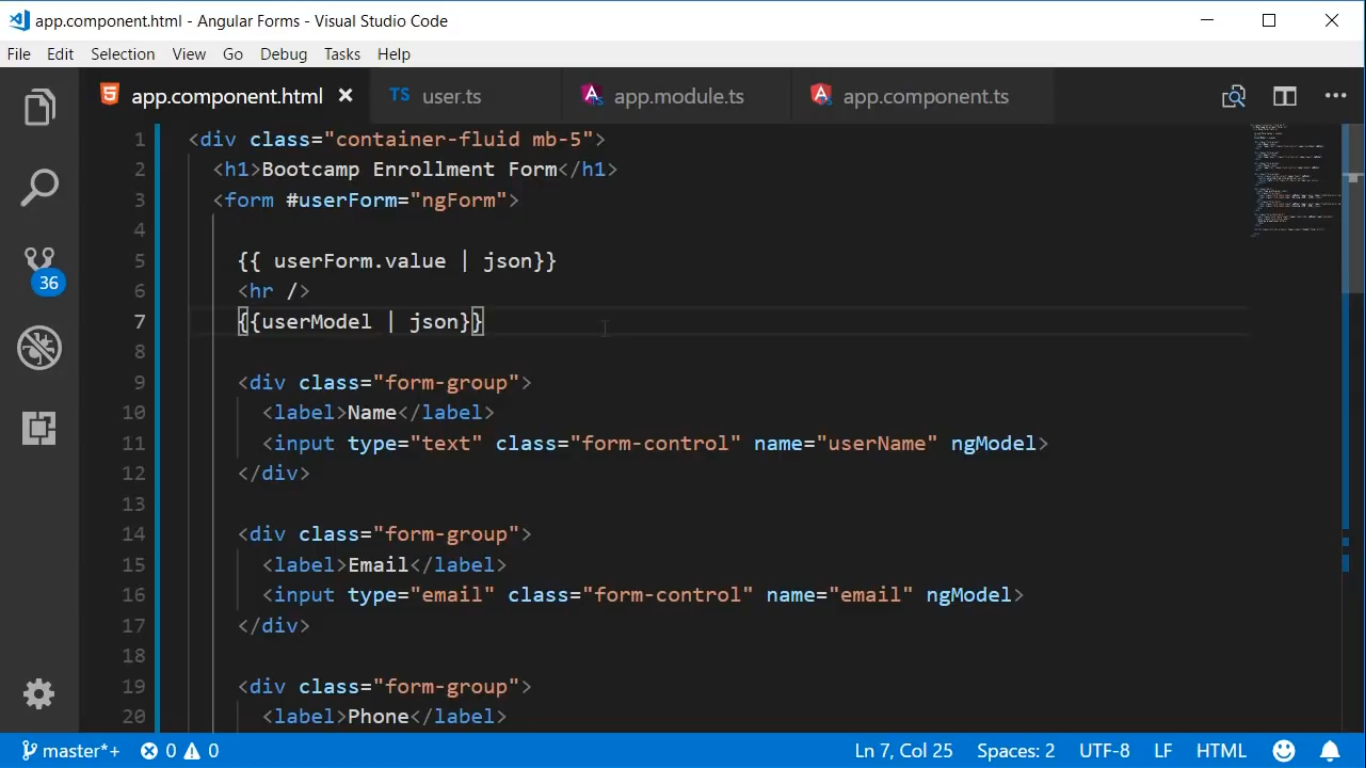 app.component.html - Angular Forms - Visual Studio Code
File Edit Selection View Go Debug Tasks Help
app.component.html TS user.ts app.module.ts app.component.ts
1 <div class="container-fluid mb-5">
2 <h1>Bootcamp Enrollment Form</h1>
3 <form #userForm="ngForm">
4
5 {{ userForm.value | json}}
6 <hr />
7 {{userModel | json}}
8
9 <div class="form-group">
10 <label>Name</label>
11 <input type="text" class="form-control" name="userName" ngModel>
12 </div>
13
14 <div class="form-group">
15 <label>Email</label>
16 <input type="email" class="form-control" name="email" ngModel>
17 </div>
18
19 <div class="form-group">
20 <label>Phone</label>
36
master*+ 0 0 Ln 7, Col 25 Spaces: 2 UTF-8 LF HTML